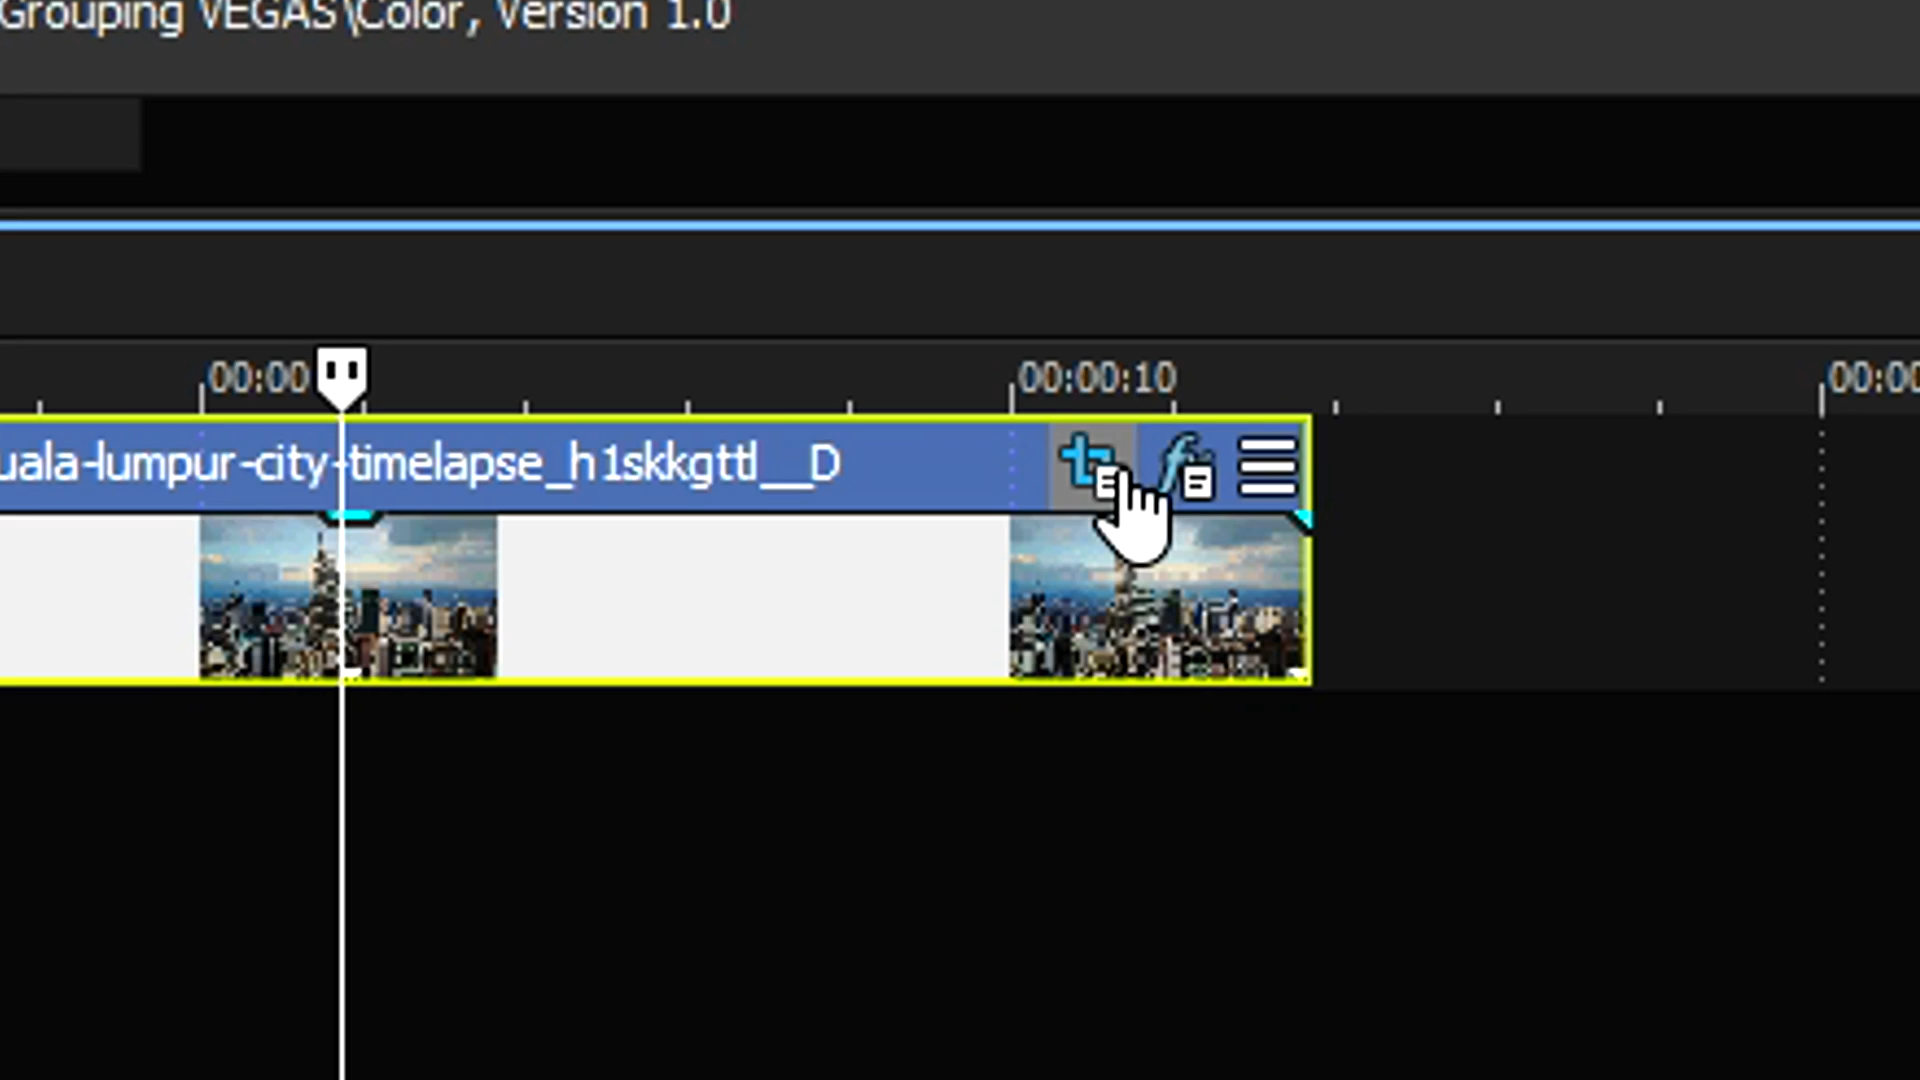 Grouping VEGAS\Color, Version 1.0
00:00
00:00:10
00:00
uala-lumpur-city-timelapse_h1skkgttl__D